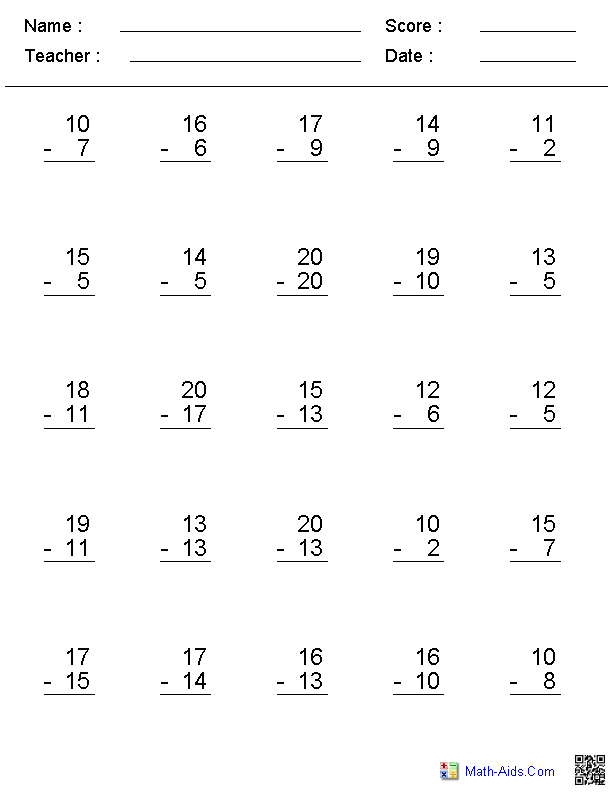 Name : Score :
Teacher : Date :
10 16 17 14 11
- 7 - 6 - 9 - 9 - 2
15 14 20 19 13
- 5 - 5 - 20 - 10 - 5
18 20 15 12 12
- 11 - 17 - 13 - 6 - 5
19 13 20 10 15
- 11 - 13 - 13 - 2 - 7
17 17 16 16 10
- 15 - 14 - 13 - 10 - 8
Math-Aids.Com